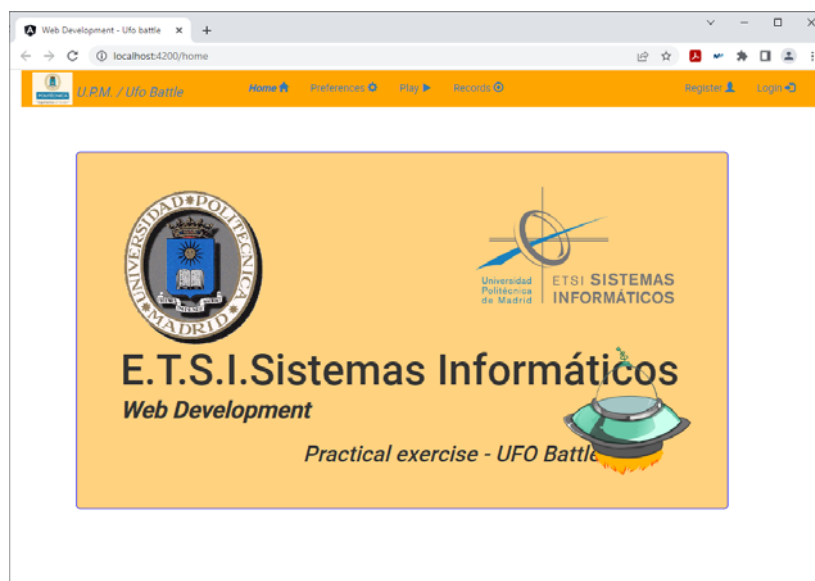 Web Development - Ufo battle
localhost:4200/home
U.P.M. / Ufo Battle
Home
Preferences
Play
Records
Register
Login
UNIVERSIDAD POLITECNICA
MADRID
Universidad
Politécnica
de Madrid
ETSI SISTEMAS
INFORMÁTICOS
E.T.S.I.Sistemas Informáticos
Web Development
Practical exercise - UFO Battle